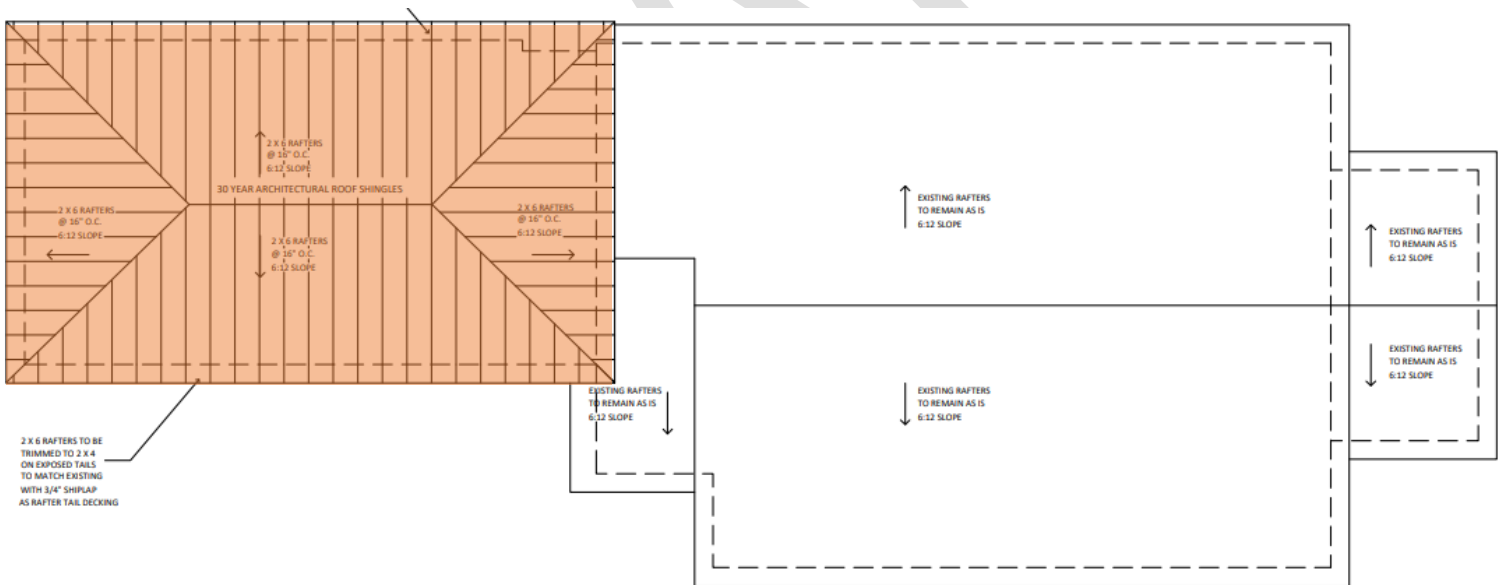 2 X 6 RAFTERS
@ 16" O.C.
6:12 SLOPE
30 YEAR ARCHITECTURAL ROOF SHINGLES
2 X 6 RAFTERS
@ 16" O.C.
6:12 SLOPE
2 X 6 RAFTERS
@ 16" O.C.
6:12 SLOPE
2 X 6 RAFTERS
@ 16" O.C.
6:12 SLOPE
EXISTING RAFTERS
TO REMAIN AS IS
6:12 SLOPE
EXISTING RAFTERS
TO REMAIN AS IS
6:12 SLOPE
EXISTING RAFTERS
TO REMAIN AS IS
6:12 SLOPE
EXISTING RAFTERS
TO REMAIN AS IS
6:12 SLOPE
EXISTING RAFTERS
TO REMAIN AS IS
6:12 SLOPE
2 X 6 RAFTERS TO BE
TRIMMED TO 2 X 4
ON EXPOSED TAILS
TO MATCH EXISTING
WITH 3/4" SHIPLAP
AS RAFTER TAIL DECKING